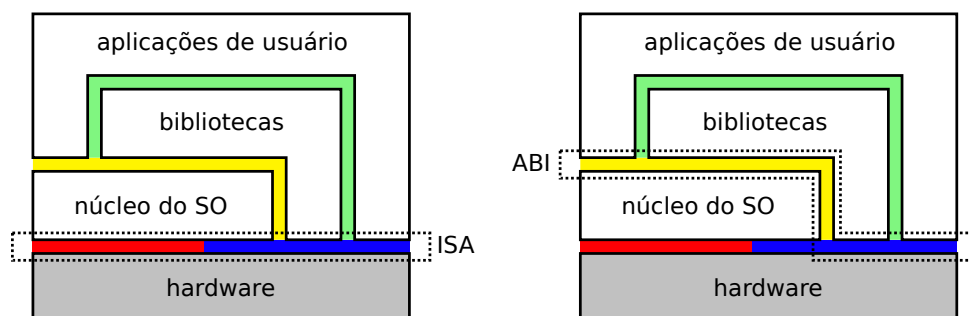 aplicações de usuário
bibliotecas
núcleo do SO
ISA
hardware
aplicações de usuário
bibliotecas
ABI
núcleo do SO
hardware